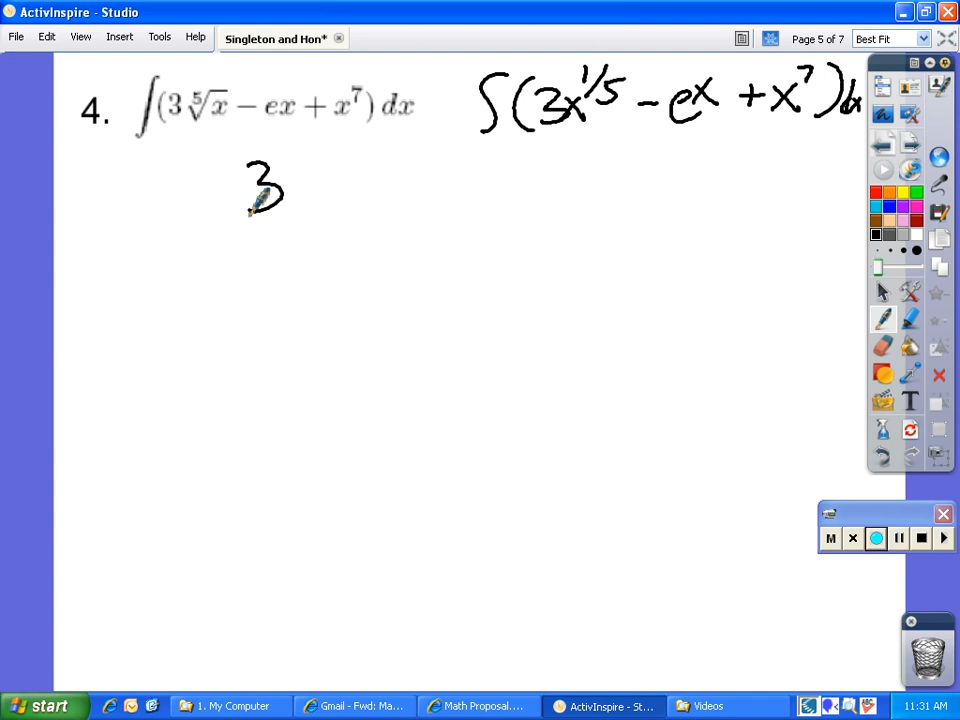 ActivInspire - Studio
File Edit View Insert Tools Help Singleton and Hon* Page 5 of 7 Best Fit
4. ∫(3 ⁵√x − ex + x⁷) dx
∫(3x^1/5 − ex + x⁷)dx
3
T
M
start 1. My Computer Gmail - Fwd: Ma... Math Proposal.... ActivInspire - St... Videos 11:31 AM